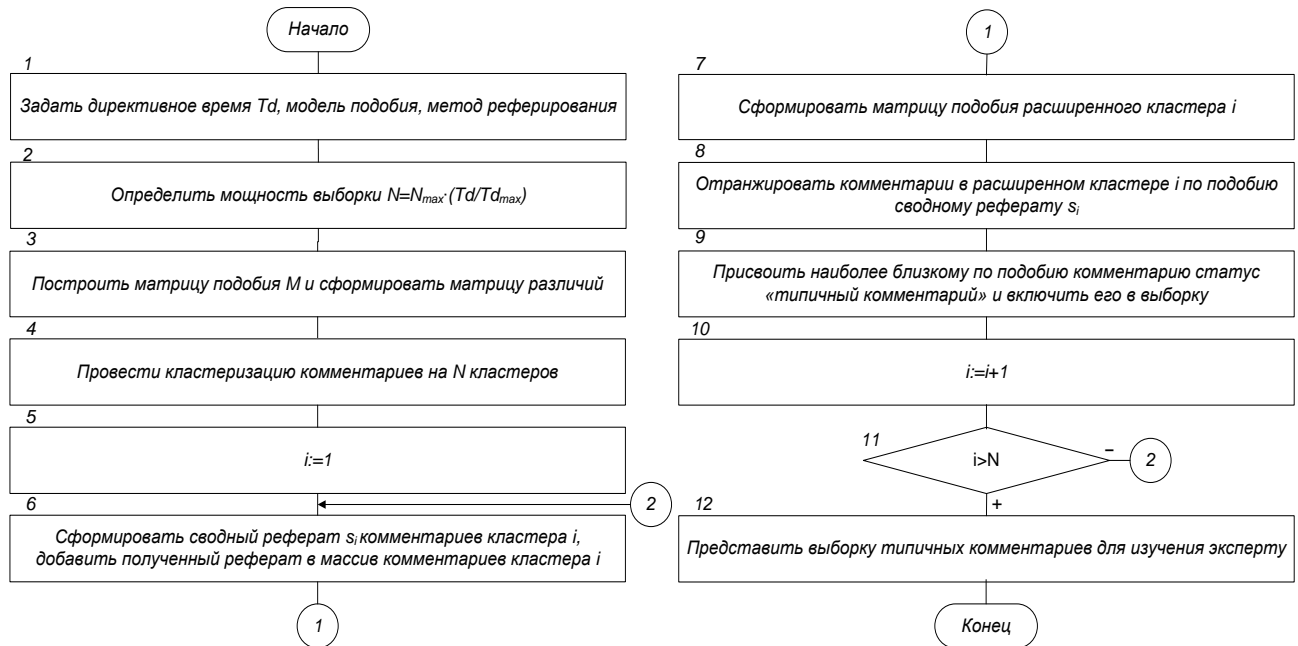 Начало
1
Задать директивное время Td, модель подобия, метод реферирования
2
Определить мощность выборки N=Nmax·(Td/Tdmax)
3
Построить матрицу подобия M и сформировать матрицу различий
4
Провести кластеризацию комментариев на N кластеров
5
i:=1
2
6
Сформировать сводный реферат si комментариев кластера i,
добавить полученный реферат в массив комментариев кластера i
1
1
7
Сформировать матрицу подобия расширенного кластера i
8
Отранжировать комментарии в расширенном кластере i по подобию
сводному реферату si
9
Присвоить наиболее близкому по подобию комментарию статус
«типичный комментарий» и включить его в выборку
10
i:=i+1
11
i>N
–
2
+
12
Представить выборку типичных комментариев для изучения эксперту
Конец